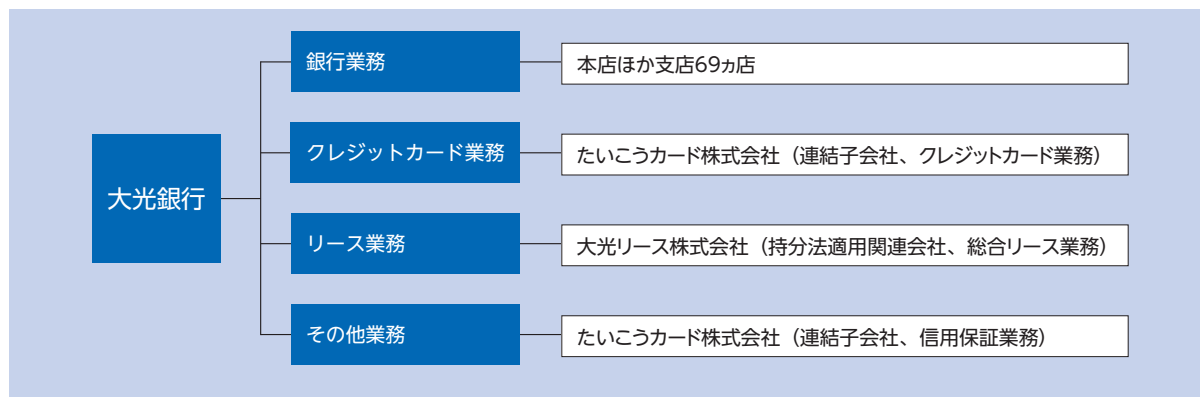 大光銀行
銀行業務
本店ほか支店69ヵ店
クレジットカード業務
たいこうカード株式会社（連結子会社、クレジットカード業務）
リース業務
大光リース株式会社（持分法適用関連会社、総合リース業務）
その他業務
たいこうカード株式会社（連結子会社、信用保証業務）